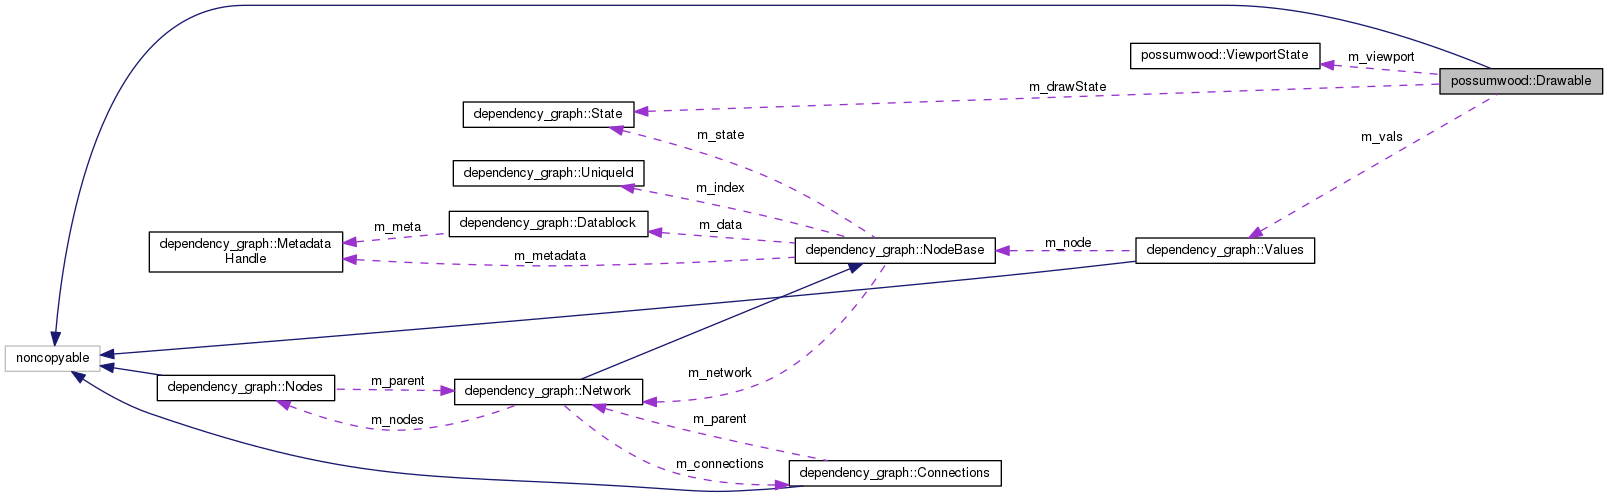 possumwood::ViewportState
m_viewport
possumwood::Drawable
m_drawState
dependency_graph::State
m_state
m_vals
dependency_graph::UniqueId
m_index
dependency_graph::Datablock
m_meta
m_data
dependency_graph::Metadata
Handle
m_metadata
dependency_graph::NodeBase
m_node
dependency_graph::Values
noncopyable
dependency_graph::Nodes
m_parent
dependency_graph::Network
m_network
m_nodes
m_parent
m_connections
dependency_graph::Connections